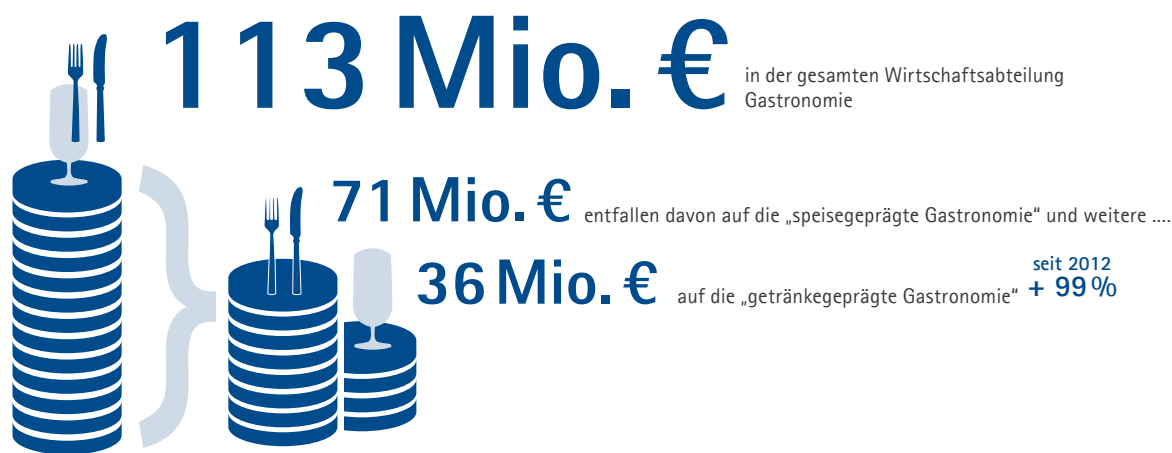 113 Mio. €
in der gesamten Wirtschaftsabteilung
Gastronomie
71 Mio. € entfallen davon auf die „speisegeprägte Gastronomie“ und weitere ....
36 Mio. € auf die „getränkegeprägte Gastronomie“
seit 2012
+ 99 %